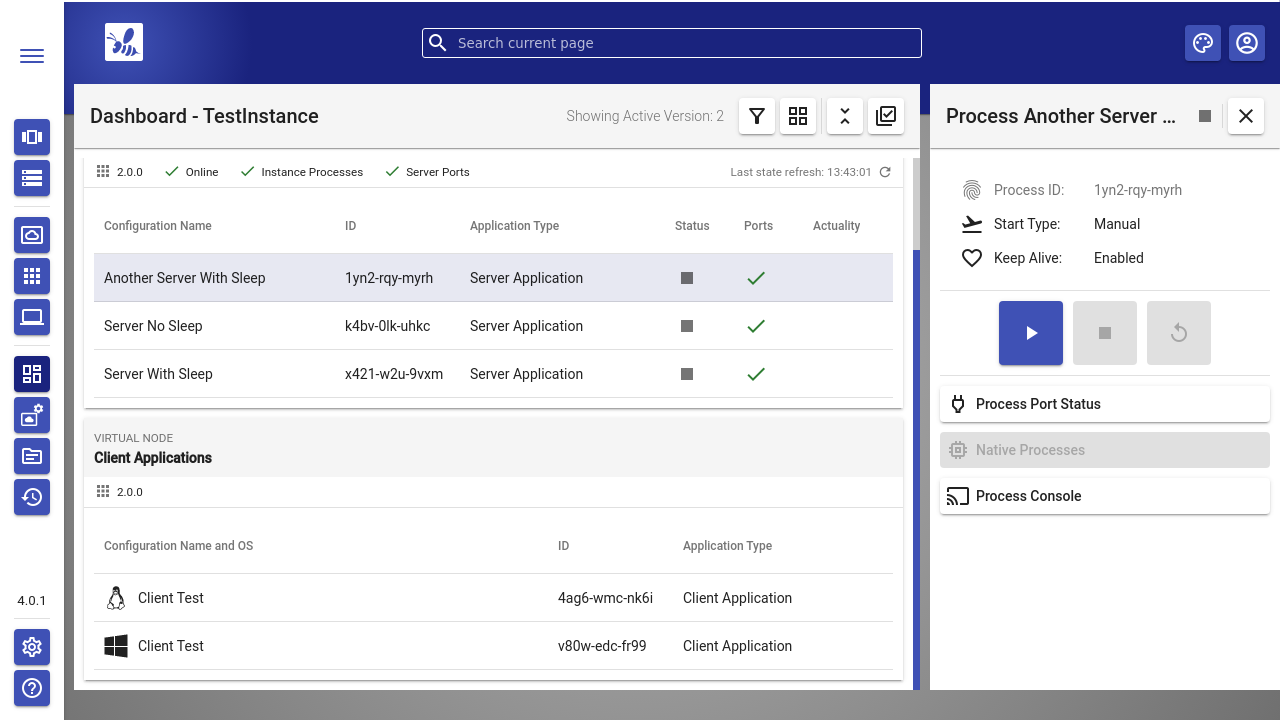 Search current page
Dashboard - TestInstance
Showing Active Version: 2
2.0.0 Online Instance Processes Server Ports Last state refresh: 13:43:01
Configuration Name ID Application Type Status Ports Actuality
Another Server With Sleep 1yn2-rqy-myrh Server Application
Server No Sleep k4bv-0lk-uhkc Server Application
Server With Sleep x421-w2u-9vxm Server Application
VIRTUAL NODE
Client Applications
2.0.0
Configuration Name and OS ID Application Type
Client Test 4ag6-wmc-nk6i Client Application
Client Test v80w-edc-fr99 Client Application
Process Another Server ...
Process ID: 1yn2-rqy-myrh
Start Type: Manual
Keep Alive: Enabled
Process Port Status
Native Processes
Process Console
4.0.1